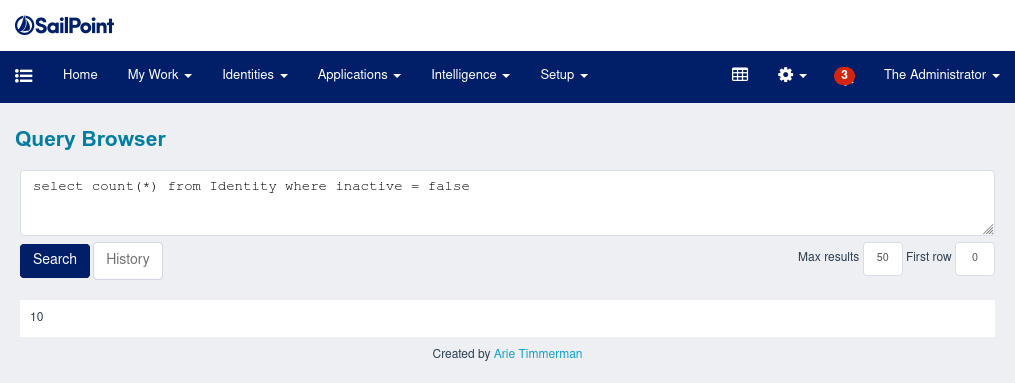 SailPoint
Home My Work Identities Applications Intelligence Setup 3 The Administrator
Query Browser
select count(*) from Identity where inactive = false
Search History Max results 50 First row 0
10
Created by Arie Timmerman